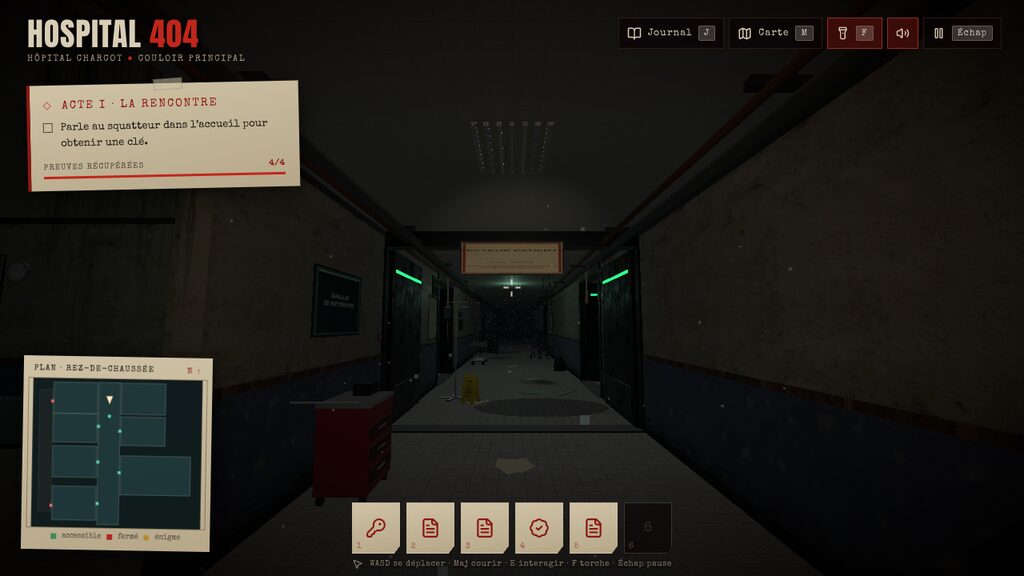 HOSPITAL 404
HÔPITAL CHARCOT • COULOIR PRINCIPAL
Journal J
Carte M
F
Échap
◇ ACTE I · LA RENCONTRE
Parle au squatteur dans l'accueil pour
obtenir une clé.
PREUVES RÉCUPÉRÉES 4/4
SALLE
D'ATTENTE
PLAN · REZ-DE-CHAUSSÉE N ↑
accessible fermé énigme
1 2 3 4 5 6
WASD se déplacer · Maj courir · E interagir · F torche · Échap pause